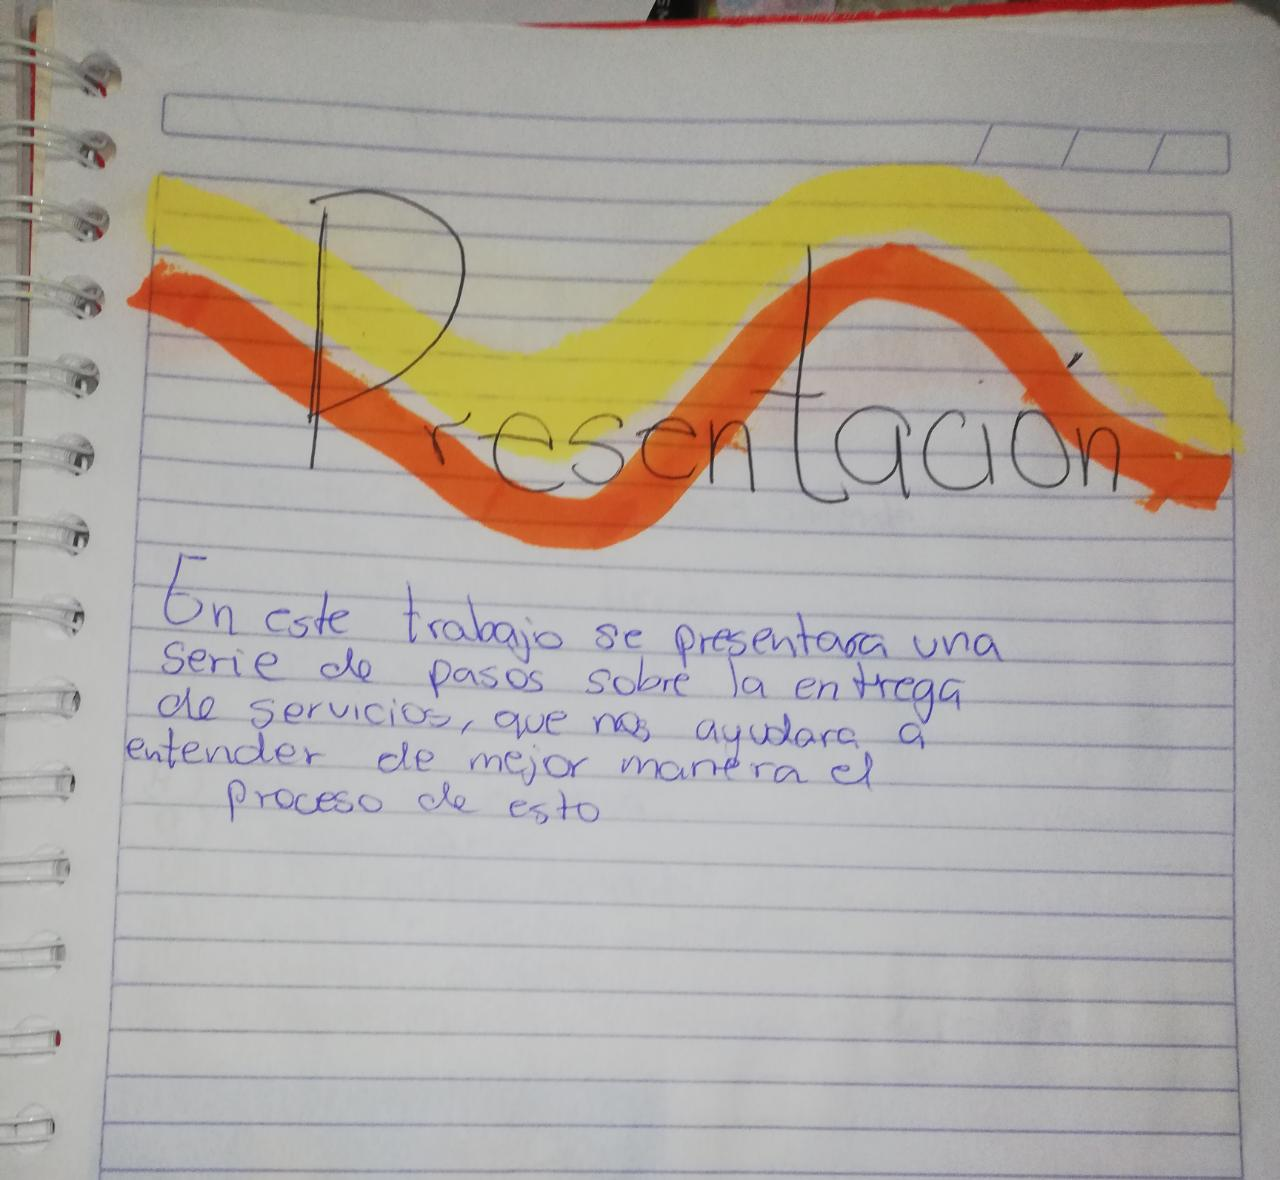 Presentación
En este trabajo se presentara una
serie de pasos sobre la entrega
de servicios, que nos ayudara a
entender de mejor manera el
proceso de esto